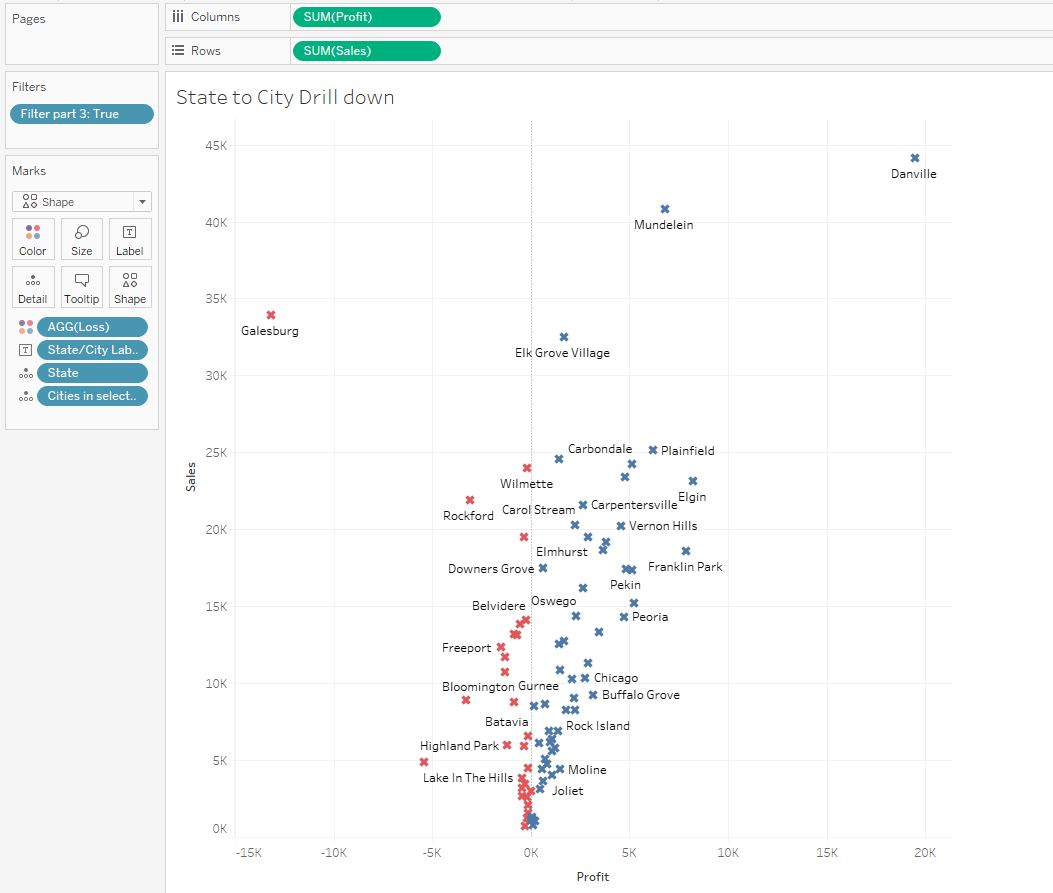 Pages
Columns
SUM(Profit)
Rows
SUM(Sales)
Filters
Filter part 3: True
Marks
Shape
Color
Size
Label
Detail
Tooltip
Shape
AGG(Loss)
State/City Lab..
State
Cities in select..
State to City Drill down
45K
Danville
40K
Mundelein
35K
Galesburg
Elk Grove Village
30K
Carbondale
Plainfield
25K
Wilmette
Elgin
Rockford
Carol Stream
Carpentersville
20K
Vernon Hills
Elmhurst
Downers Grove
Franklin Park
Pekin
Oswego
15K
Belvidere
Peoria
Freeport
Chicago
10K
Bloomington
Gurnee
Buffalo Grove
Batavia
Rock Island
Highland Park
5K
Moline
Lake In The Hills
Joliet
0K
Sales
-15K
-10K
-5K
0K
5K
10K
15K
20K
Profit